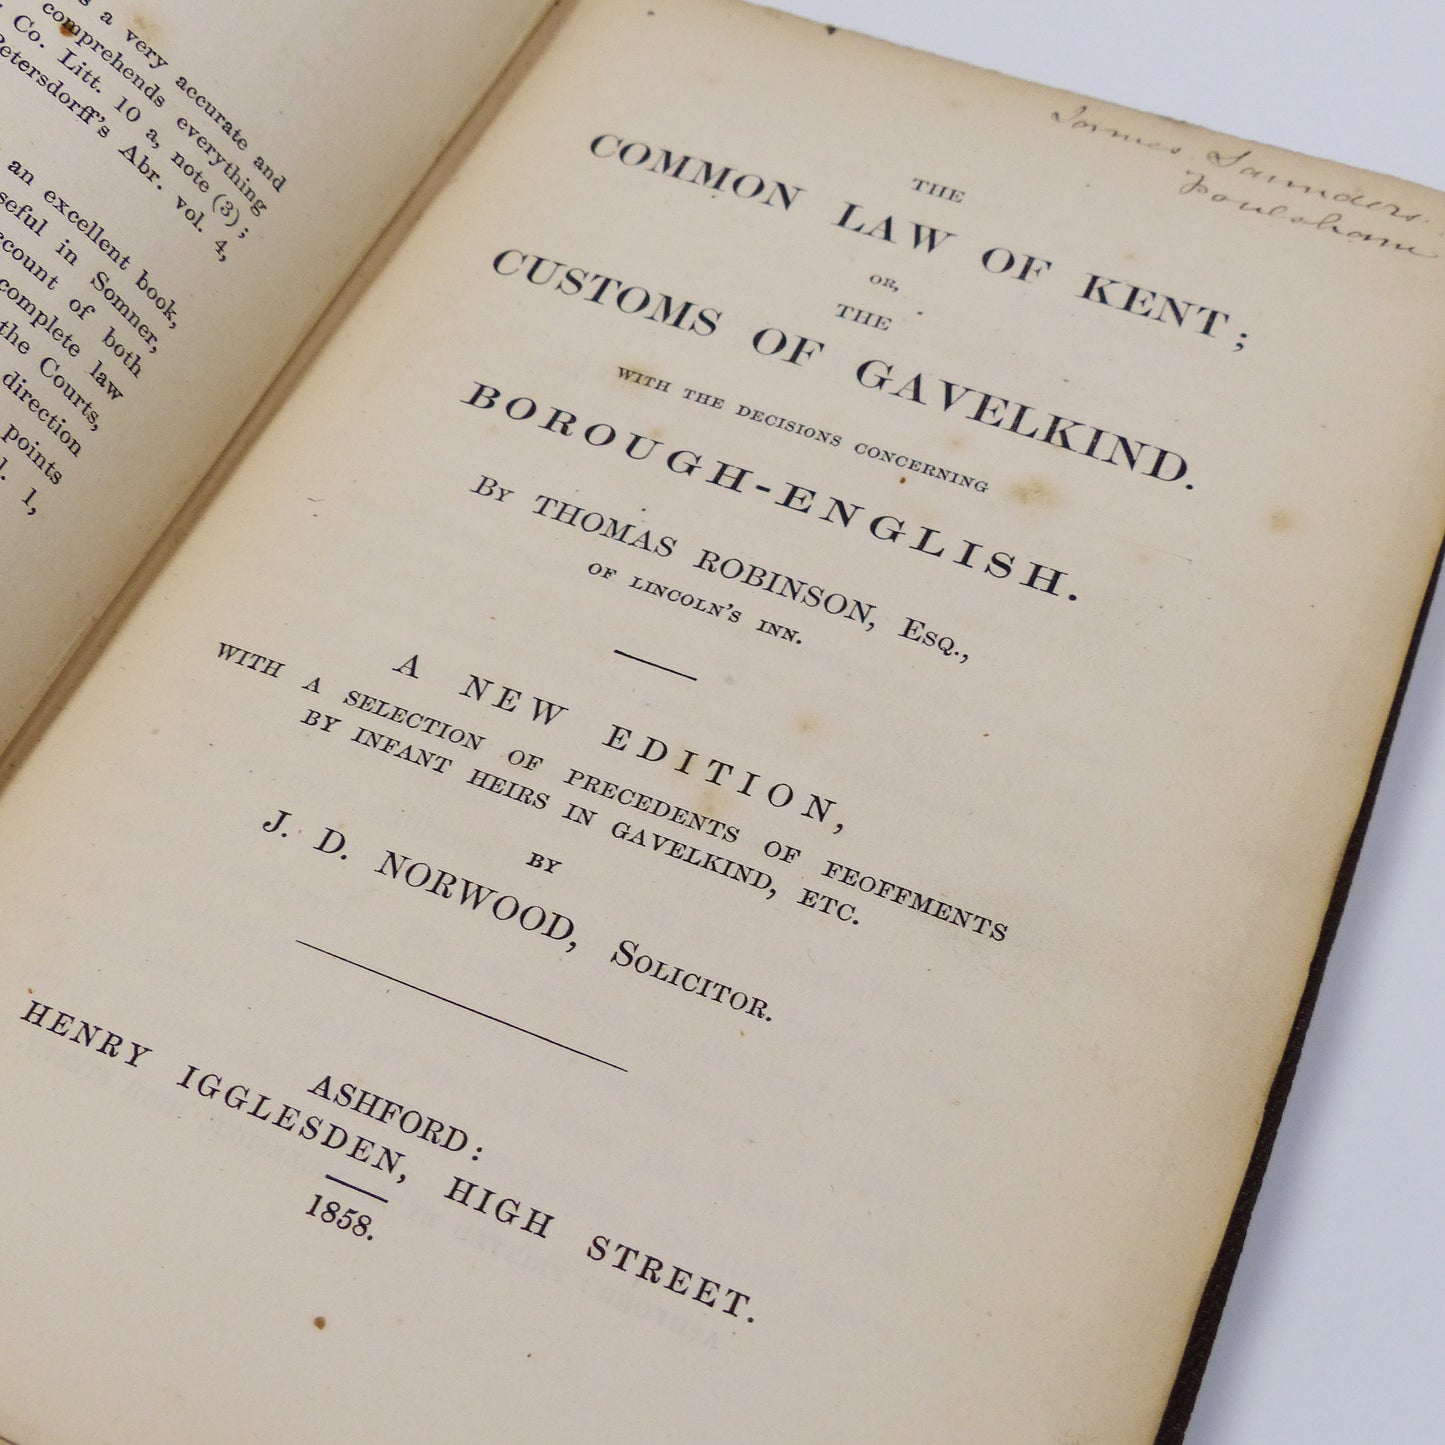 s a very accurate and
comprehends everything
Co. Litt. 10 a, note (3);
Petersdorff's Abr. vol. 4,
an excellent book,
seful in Somner,
ccount of both
complete law
the Courts,
direction
points
l. 1,
James Saunders.
Foulsham
THE
COMMON LAW OF KENT;
OR,
THE
CUSTOMS OF GAVELKIND.
WITH THE DECISIONS CONCERNING
BOROUGH-ENGLISH.
By THOMAS ROBINSON, Esq.,
OF LINCOLN'S INN.
A NEW EDITION,
WITH A SELECTION OF PRECEDENTS OF FEOFFMENTS
BY INFANT HEIRS IN GAVELKIND, ETC.
BY
J. D. NORWOOD, Solicitor.
ASHFORD:
HENRY IGGLESDEN, HIGH STREET.
1858.